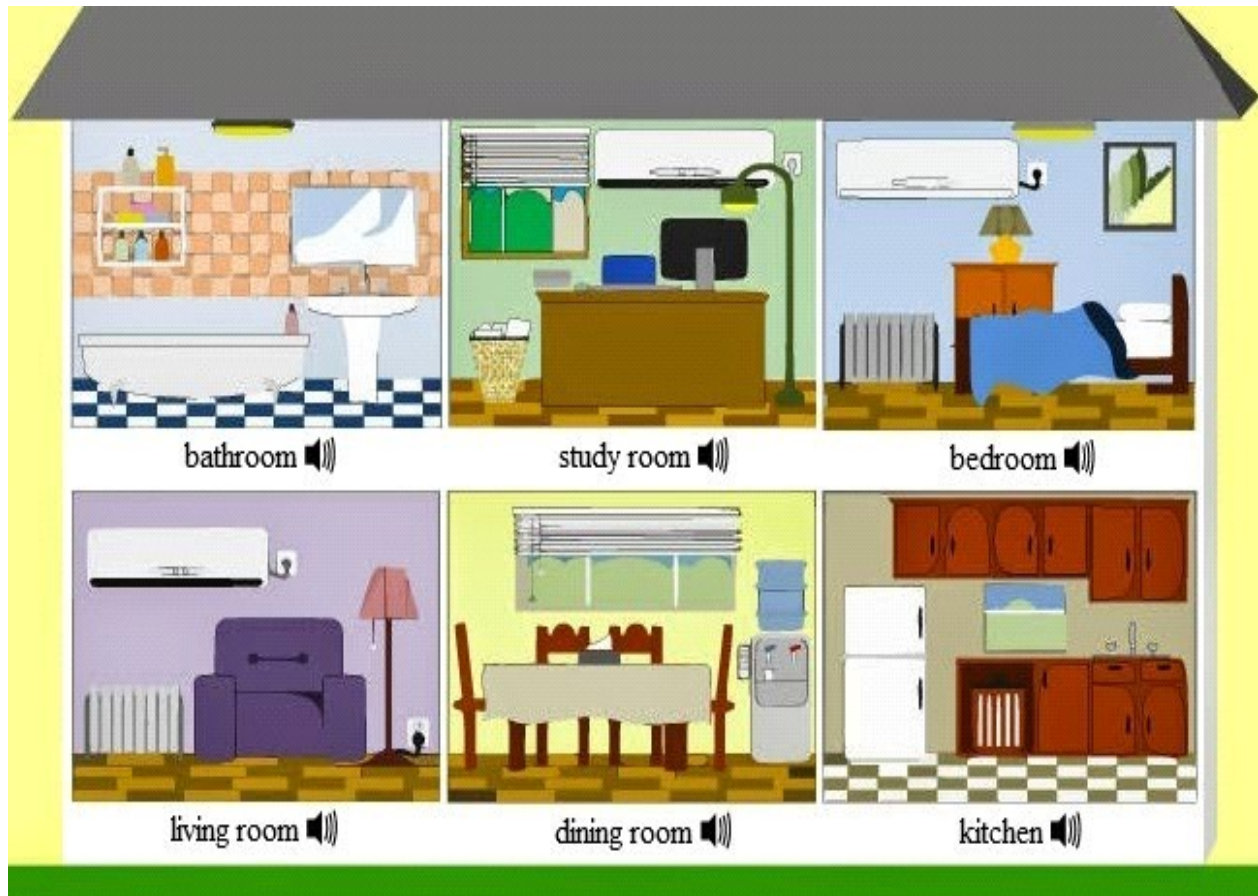 bathroom
study room
bedroom
living room
dining room
kitchen